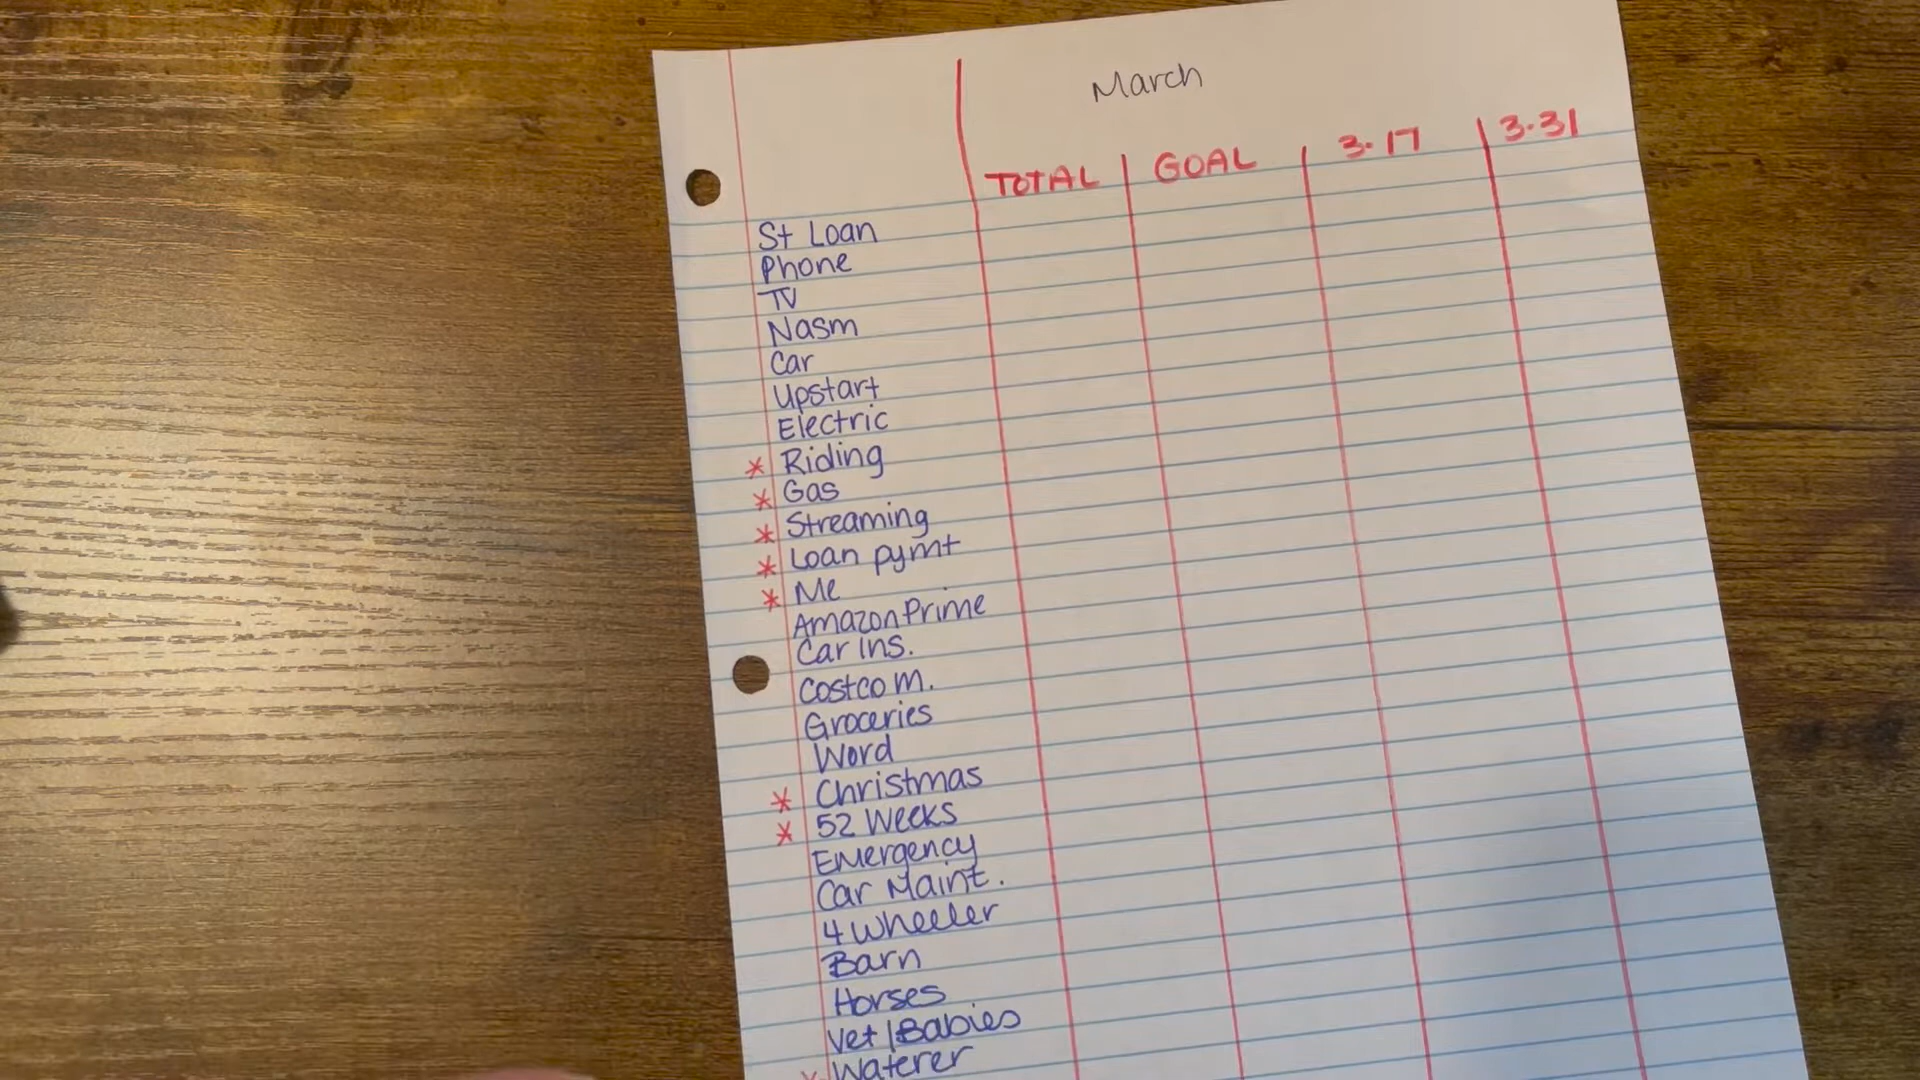 March
TOTAL | GOAL | 3.17 | 3.31
St Loan
Phone
TV
Nasm
Car
Upstart
Electric
* Riding
* Gas
* Streaming
* Loan pymt
* Me
Amazon Prime
Car Ins.
Costco M.
Groceries
Word
* Christmas
* 52 Weeks
Emergency
Car Maint.
4 Wheeler
Barn
Horses
Vet/Babies
* Waterer